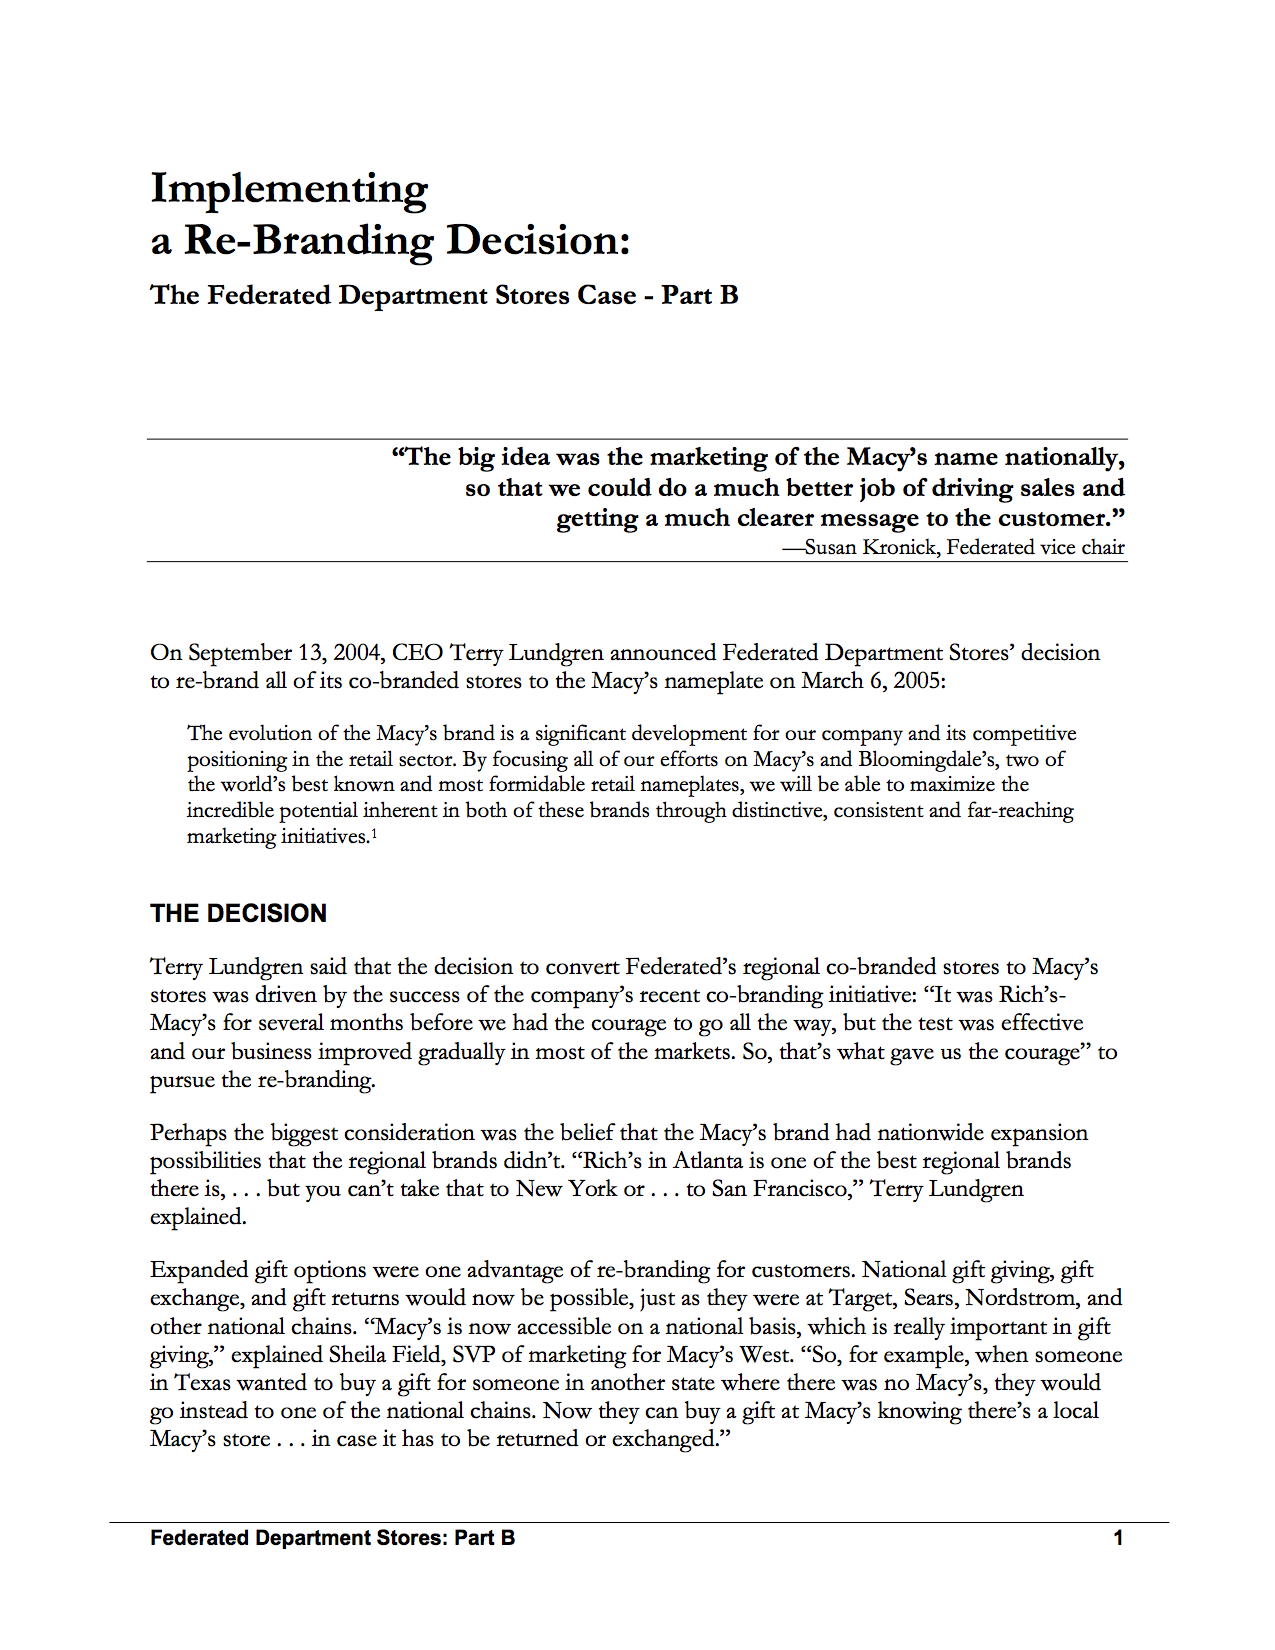 Implementing
a Re-Branding Decision:
The Federated Department Stores Case - Part B
“The big idea was the marketing of the Macy’s name nationally,
so that we could do a much better job of driving sales and
getting a much clearer message to the customer.”
—Susan Kronick, Federated vice chair
On September 13, 2004, CEO Terry Lundgren announced Federated Department Stores’ decision
to re-brand all of its co-branded stores to the Macy’s nameplate on March 6, 2005:
The evolution of the Macy’s brand is a significant development for our company and its competitive
positioning in the retail sector. By focusing all of our efforts on Macy’s and Bloomingdale’s, two of
the world’s best known and most formidable retail nameplates, we will be able to maximize the
incredible potential inherent in both of these brands through distinctive, consistent and far-reaching
marketing initiatives.1
THE DECISION
Terry Lundgren said that the decision to convert Federated’s regional co-branded stores to Macy’s
stores was driven by the success of the company’s recent co-branding initiative: “It was Rich’s-
Macy’s for several months before we had the courage to go all the way, but the test was effective
and our business improved gradually in most of the markets. So, that’s what gave us the courage” to
pursue the re-branding.
Perhaps the biggest consideration was the belief that the Macy’s brand had nationwide expansion
possibilities that the regional brands didn’t. “Rich’s in Atlanta is one of the best regional brands
there is, . . . but you can’t take that to New York or . . . to San Francisco,” Terry Lundgren
explained.
Expanded gift options were one advantage of re-branding for customers. National gift giving, gift
exchange, and gift returns would now be possible, just as they were at Target, Sears, Nordstrom, and
other national chains. “Macy’s is now accessible on a national basis, which is really important in gift
giving,” explained Sheila Field, SVP of marketing for Macy’s West. “So, for example, when someone
in Texas wanted to buy a gift for someone in another state where there was no Macy’s, they would
go instead to one of the national chains. Now they can buy a gift at Macy’s knowing there’s a local
Macy’s store . . . in case it has to be returned or exchanged.”
Federated Department Stores: Part B 1